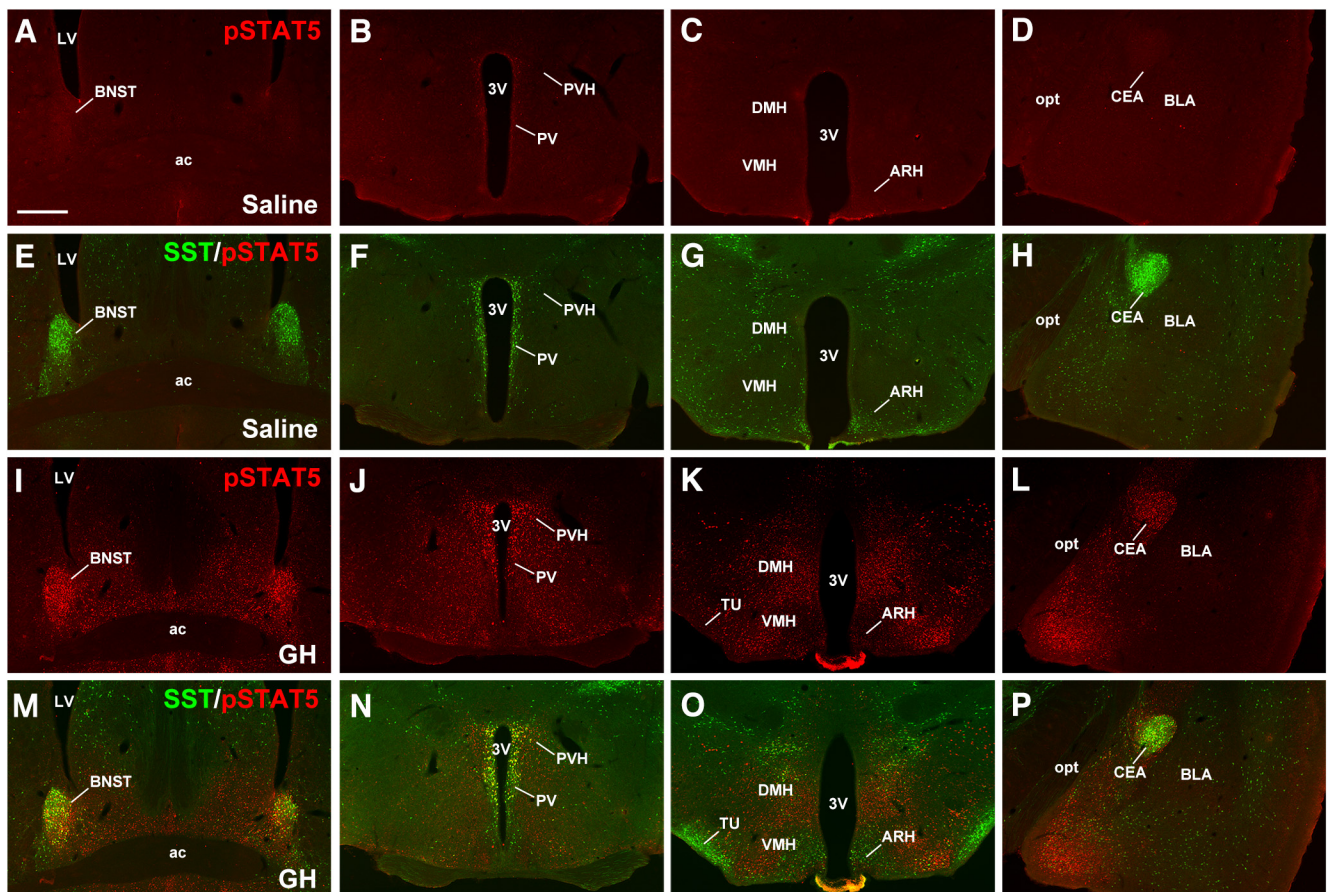 A LV pSTAT5
BNST
ac
Saline
B
3V
PVH
PV
C
DMH
3V
VMH
ARH
D
opt
CEA
BLA
E LV SST/pSTAT5
BNST
ac
Saline
F
3V
PVH
PV
G
DMH
3V
VMH
ARH
H
opt
CEA
BLA
I LV pSTAT5
BNST
ac
GH
J
3V
PVH
PV
K
DMH
3V
TU
VMH
ARH
L
opt
CEA
BLA
M LV SST/pSTAT5
BNST
ac
GH
N
3V
PVH
PV
O
DMH
3V
TU
VMH
ARH
P
opt
CEA
BLA